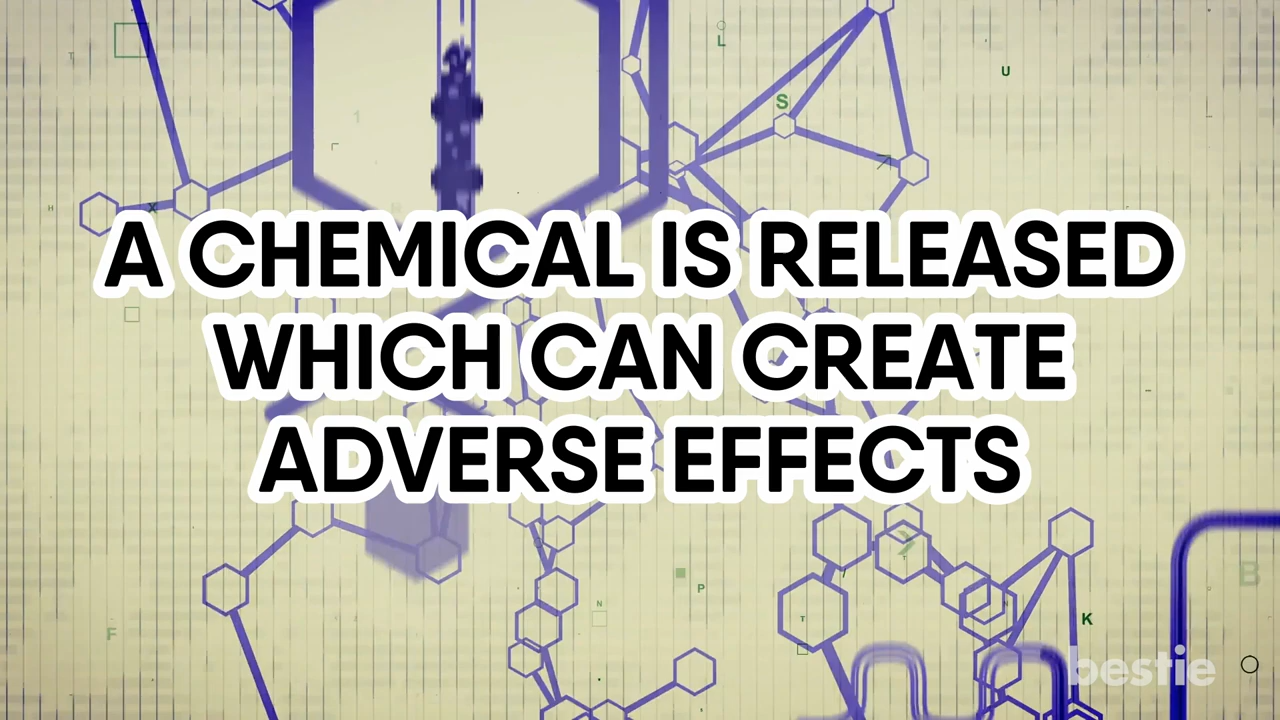 L
U
S
A CHEMICAL IS RELEASED
WHICH CAN CREATE
ADVERSE EFFECTS
B
P
N
T
F
K
bestie